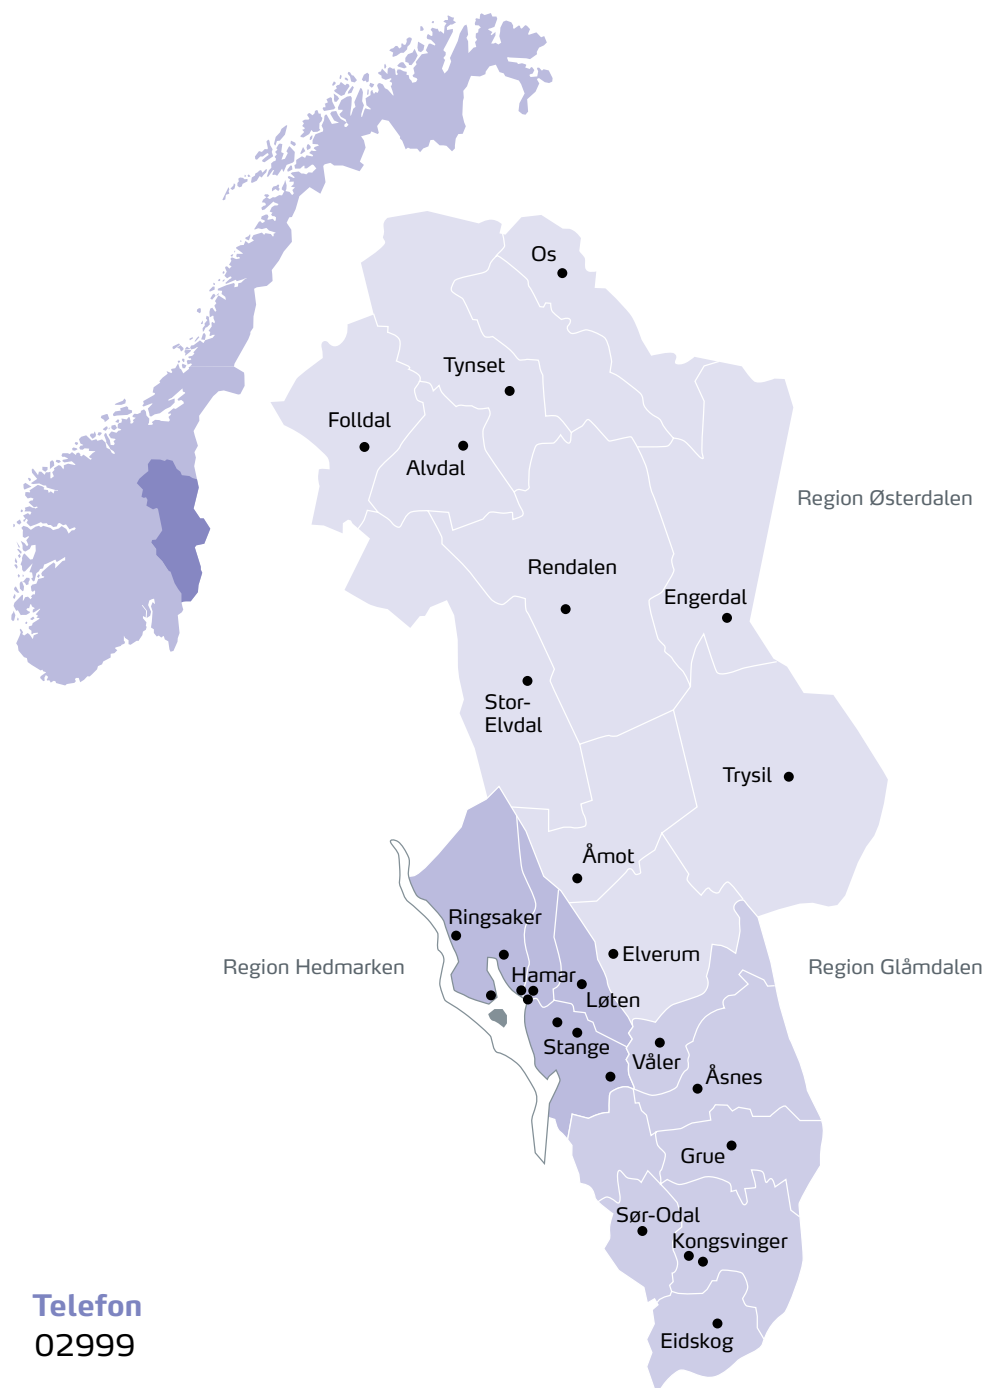 Os
Tynset
Folldal
Alvdal
Region Østerdalen
Rendalen
Engerdal
Stor-
Elvdal
Trysil
Åmot
Ringsaker
Elverum
Region Hedmarken
Region Glåmdalen
Hamar
Løten
Stange
Våler
Åsnes
Grue
Sør-Odal
Kongsvinger
Telefon
02999
Eidskog